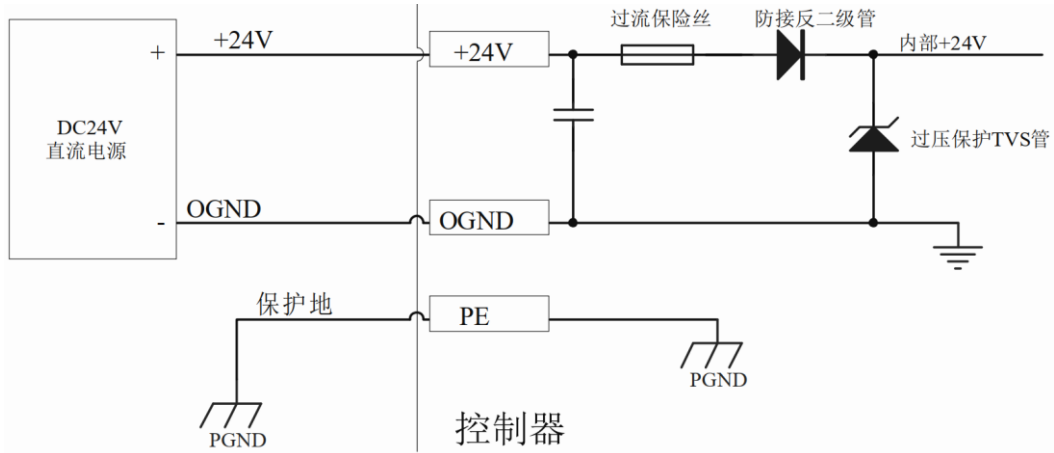 过流保险丝
防接反二级管
+
+24V
+24V
内部+24V
DC24V
直流电源
过压保护TVS管
-
OGND
OGND
保护地
PE
PGND
PGND
控制器